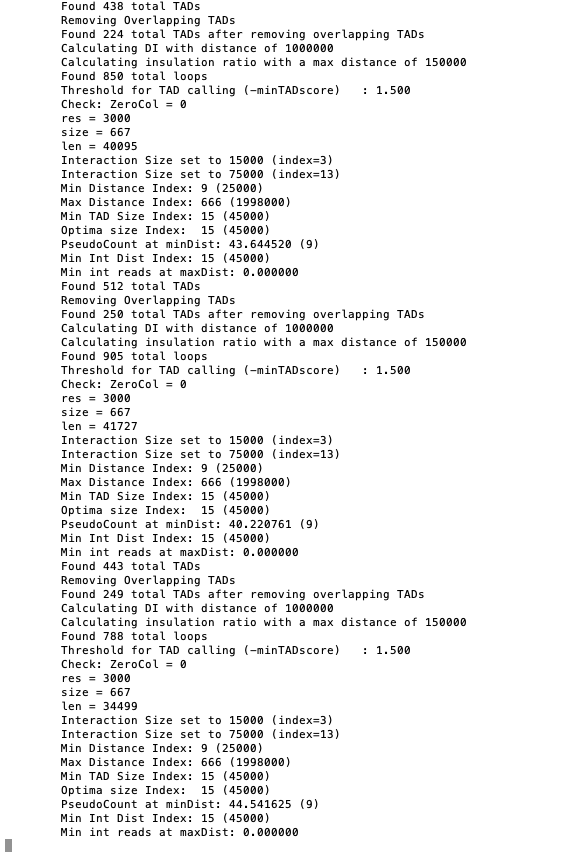 Found 438 total TADs
Removing Overlapping TADs
Found 224 total TADs after removing overlapping TADs
Calculating DI with distance of 1000000
Calculating insulation ratio with a max distance of 150000
Found 850 total loops
Threshold for TAD calling (-minTADscore)   : 1.500
Check: ZeroCol = 0
res = 3000
size = 667
len = 40095
Interaction Size set to 15000 (index=3)
Interaction Size set to 75000 (index=13)
Min Distance Index: 9 (25000)
Max Distance Index: 666 (1998000)
Min TAD Size Index: 15 (45000)
Optima size Index:  15 (45000)
PseudoCount at minDist: 43.644520 (9)
Min Int Dist Index: 15 (45000)
Min int reads at maxDist: 0.000000
Found 512 total TADs
Removing Overlapping TADs
Found 250 total TADs after removing overlapping TADs
Calculating DI with distance of 1000000
Calculating insulation ratio with a max distance of 150000
Found 905 total loops
Threshold for TAD calling (-minTADscore)   : 1.500
Check: ZeroCol = 0
res = 3000
size = 667
len = 41727
Interaction Size set to 15000 (index=3)
Interaction Size set to 75000 (index=13)
Min Distance Index: 9 (25000)
Max Distance Index: 666 (1998000)
Min TAD Size Index: 15 (45000)
Optima size Index:  15 (45000)
PseudoCount at minDist: 40.220761 (9)
Min Int Dist Index: 15 (45000)
Min int reads at maxDist: 0.000000
Found 443 total TADs
Removing Overlapping TADs
Found 249 total TADs after removing overlapping TADs
Calculating DI with distance of 1000000
Calculating insulation ratio with a max distance of 150000
Found 788 total loops
Threshold for TAD calling (-minTADscore)   : 1.500
Check: ZeroCol = 0
res = 3000
size = 667
len = 34499
Interaction Size set to 15000 (index=3)
Interaction Size set to 75000 (index=13)
Min Distance Index: 9 (25000)
Max Distance Index: 666 (1998000)
Min TAD Size Index: 15 (45000)
Optima size Index:  15 (45000)
PseudoCount at minDist: 44.541625 (9)
Min Int Dist Index: 15 (45000)
Min int reads at maxDist: 0.000000